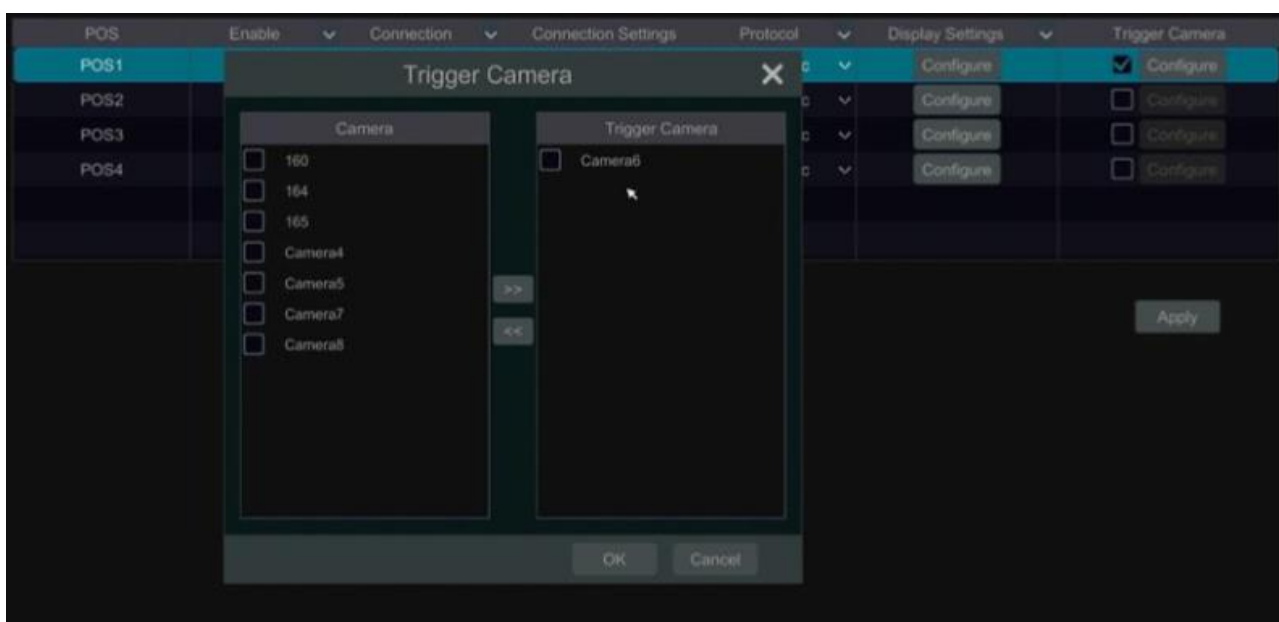 POS Enable Connection Connection Settings Protocol Display Settings Trigger Camera
POS1 Configure Configure
Trigger Camera
POS2 Configure Configure
POS3 Configure Configure
POS4 Configure Configure
Camera Trigger Camera
160 Camera6
164
165
Camera4
Camera5
>>
Camera7
<<
Camera8
Apply
OK Cancel